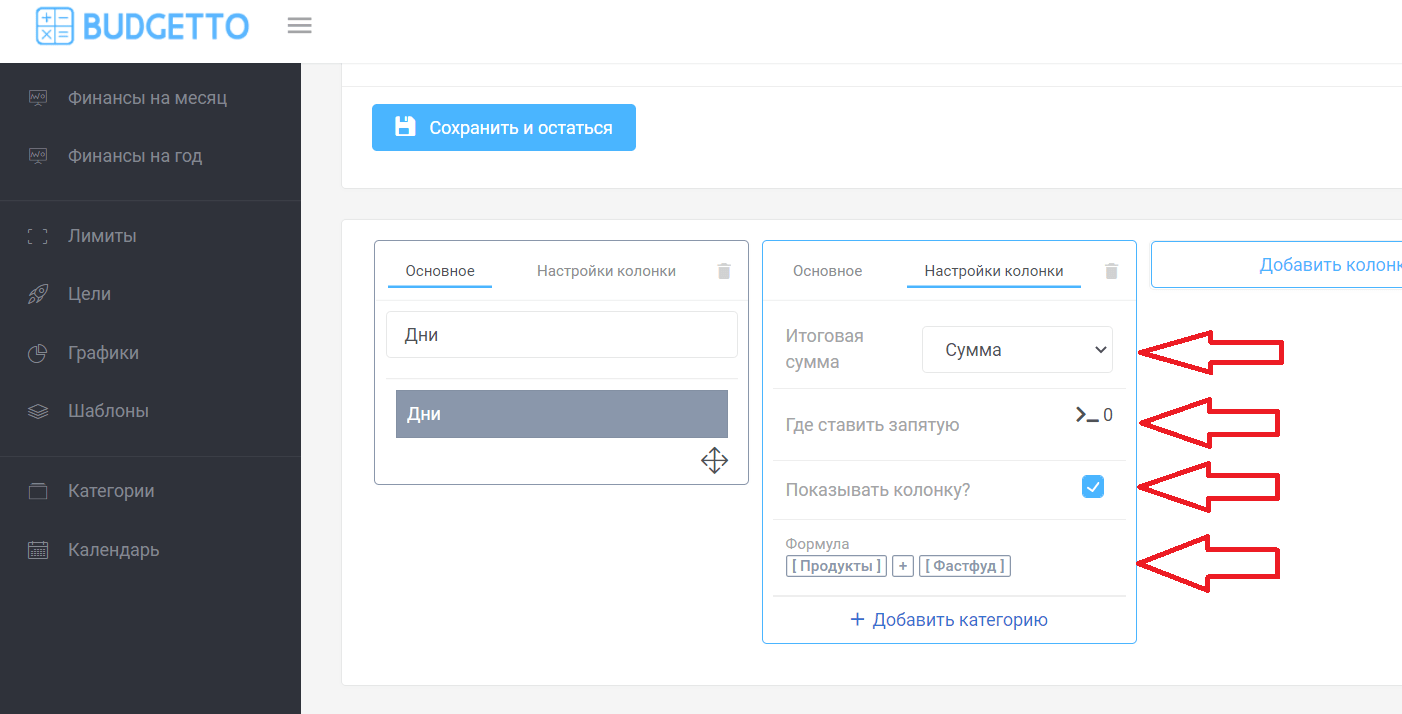 BUDGETTO
Финансы на месяц
Финансы на год
Лимиты
Цели
Графики
Шаблоны
Категории
Календарь
Сохранить и остаться
Основное
Настройки колонки
Дни
Дни
Основное
Настройки колонки
Итоговая
сумма
Сумма
Где ставить запятую
0
Показывать колонку?
Формула
[ Продукты ] + [ Фастфуд ]
+ Добавить категорию
Добавить колонк